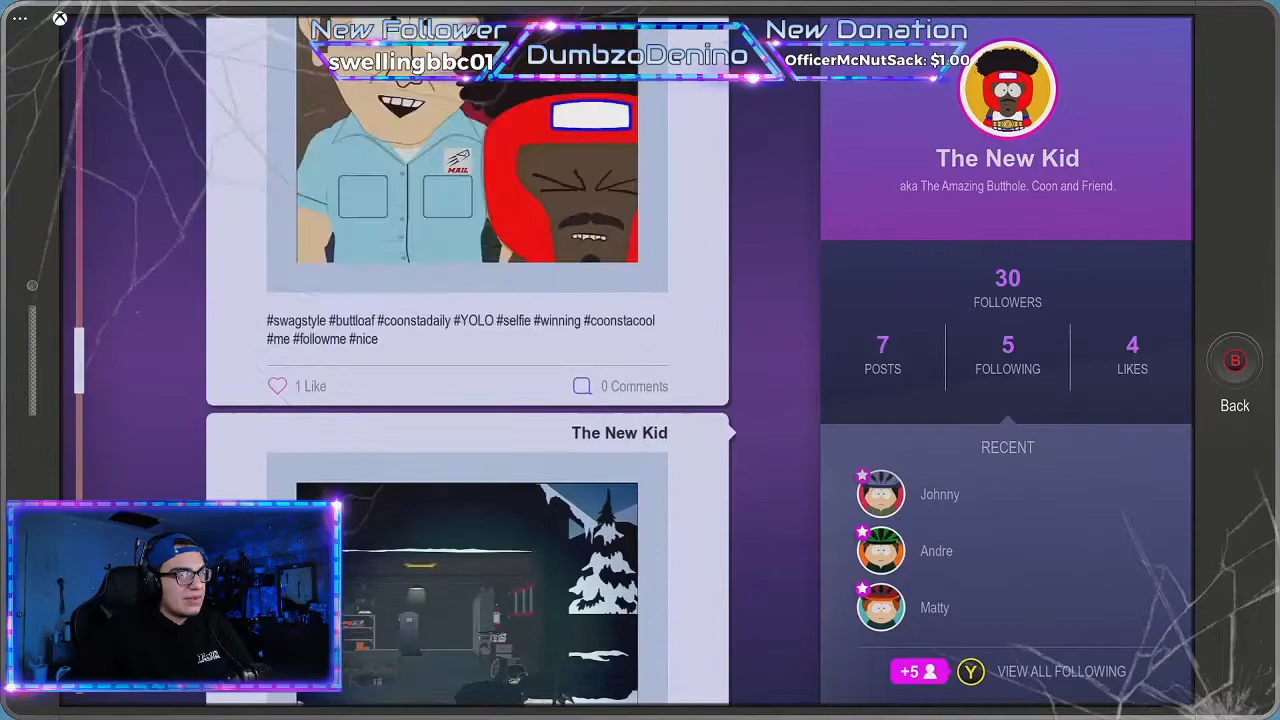 New Follower
swellingbbc01
DumbzoDenino
New Donation
OfficerMcNutSack: $1.00
MAIL
#swagstyle #buttloaf #coonstadaily #YOLO #selfie #winning #coonstacool
#me #followme #nice
1 Like
0 Comments
The New Kid
The New Kid
aka The Amazing Butthole. Coon and Friend.
30
FOLLOWERS
7
POSTS
5
FOLLOWING
4
LIKES
RECENT
Johnny
Andre
Matty
+5
Y
VIEW ALL FOLLOWING
B
Back